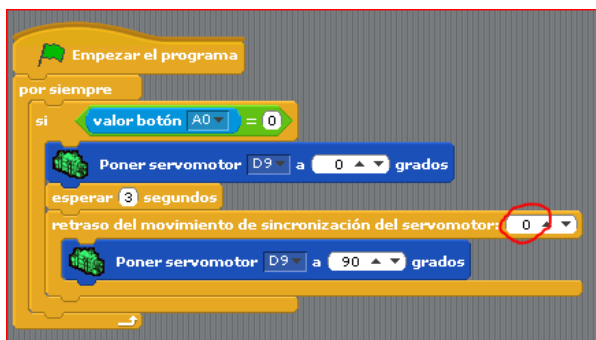 Empezar el programa
por siempre
si valor botón A0 = 0
Poner servomotor D9 a 0 grados
esperar 3 segundos
retraso del movimiento de sincronización del servomotor: 0
Poner servomotor D9 a 90 grados